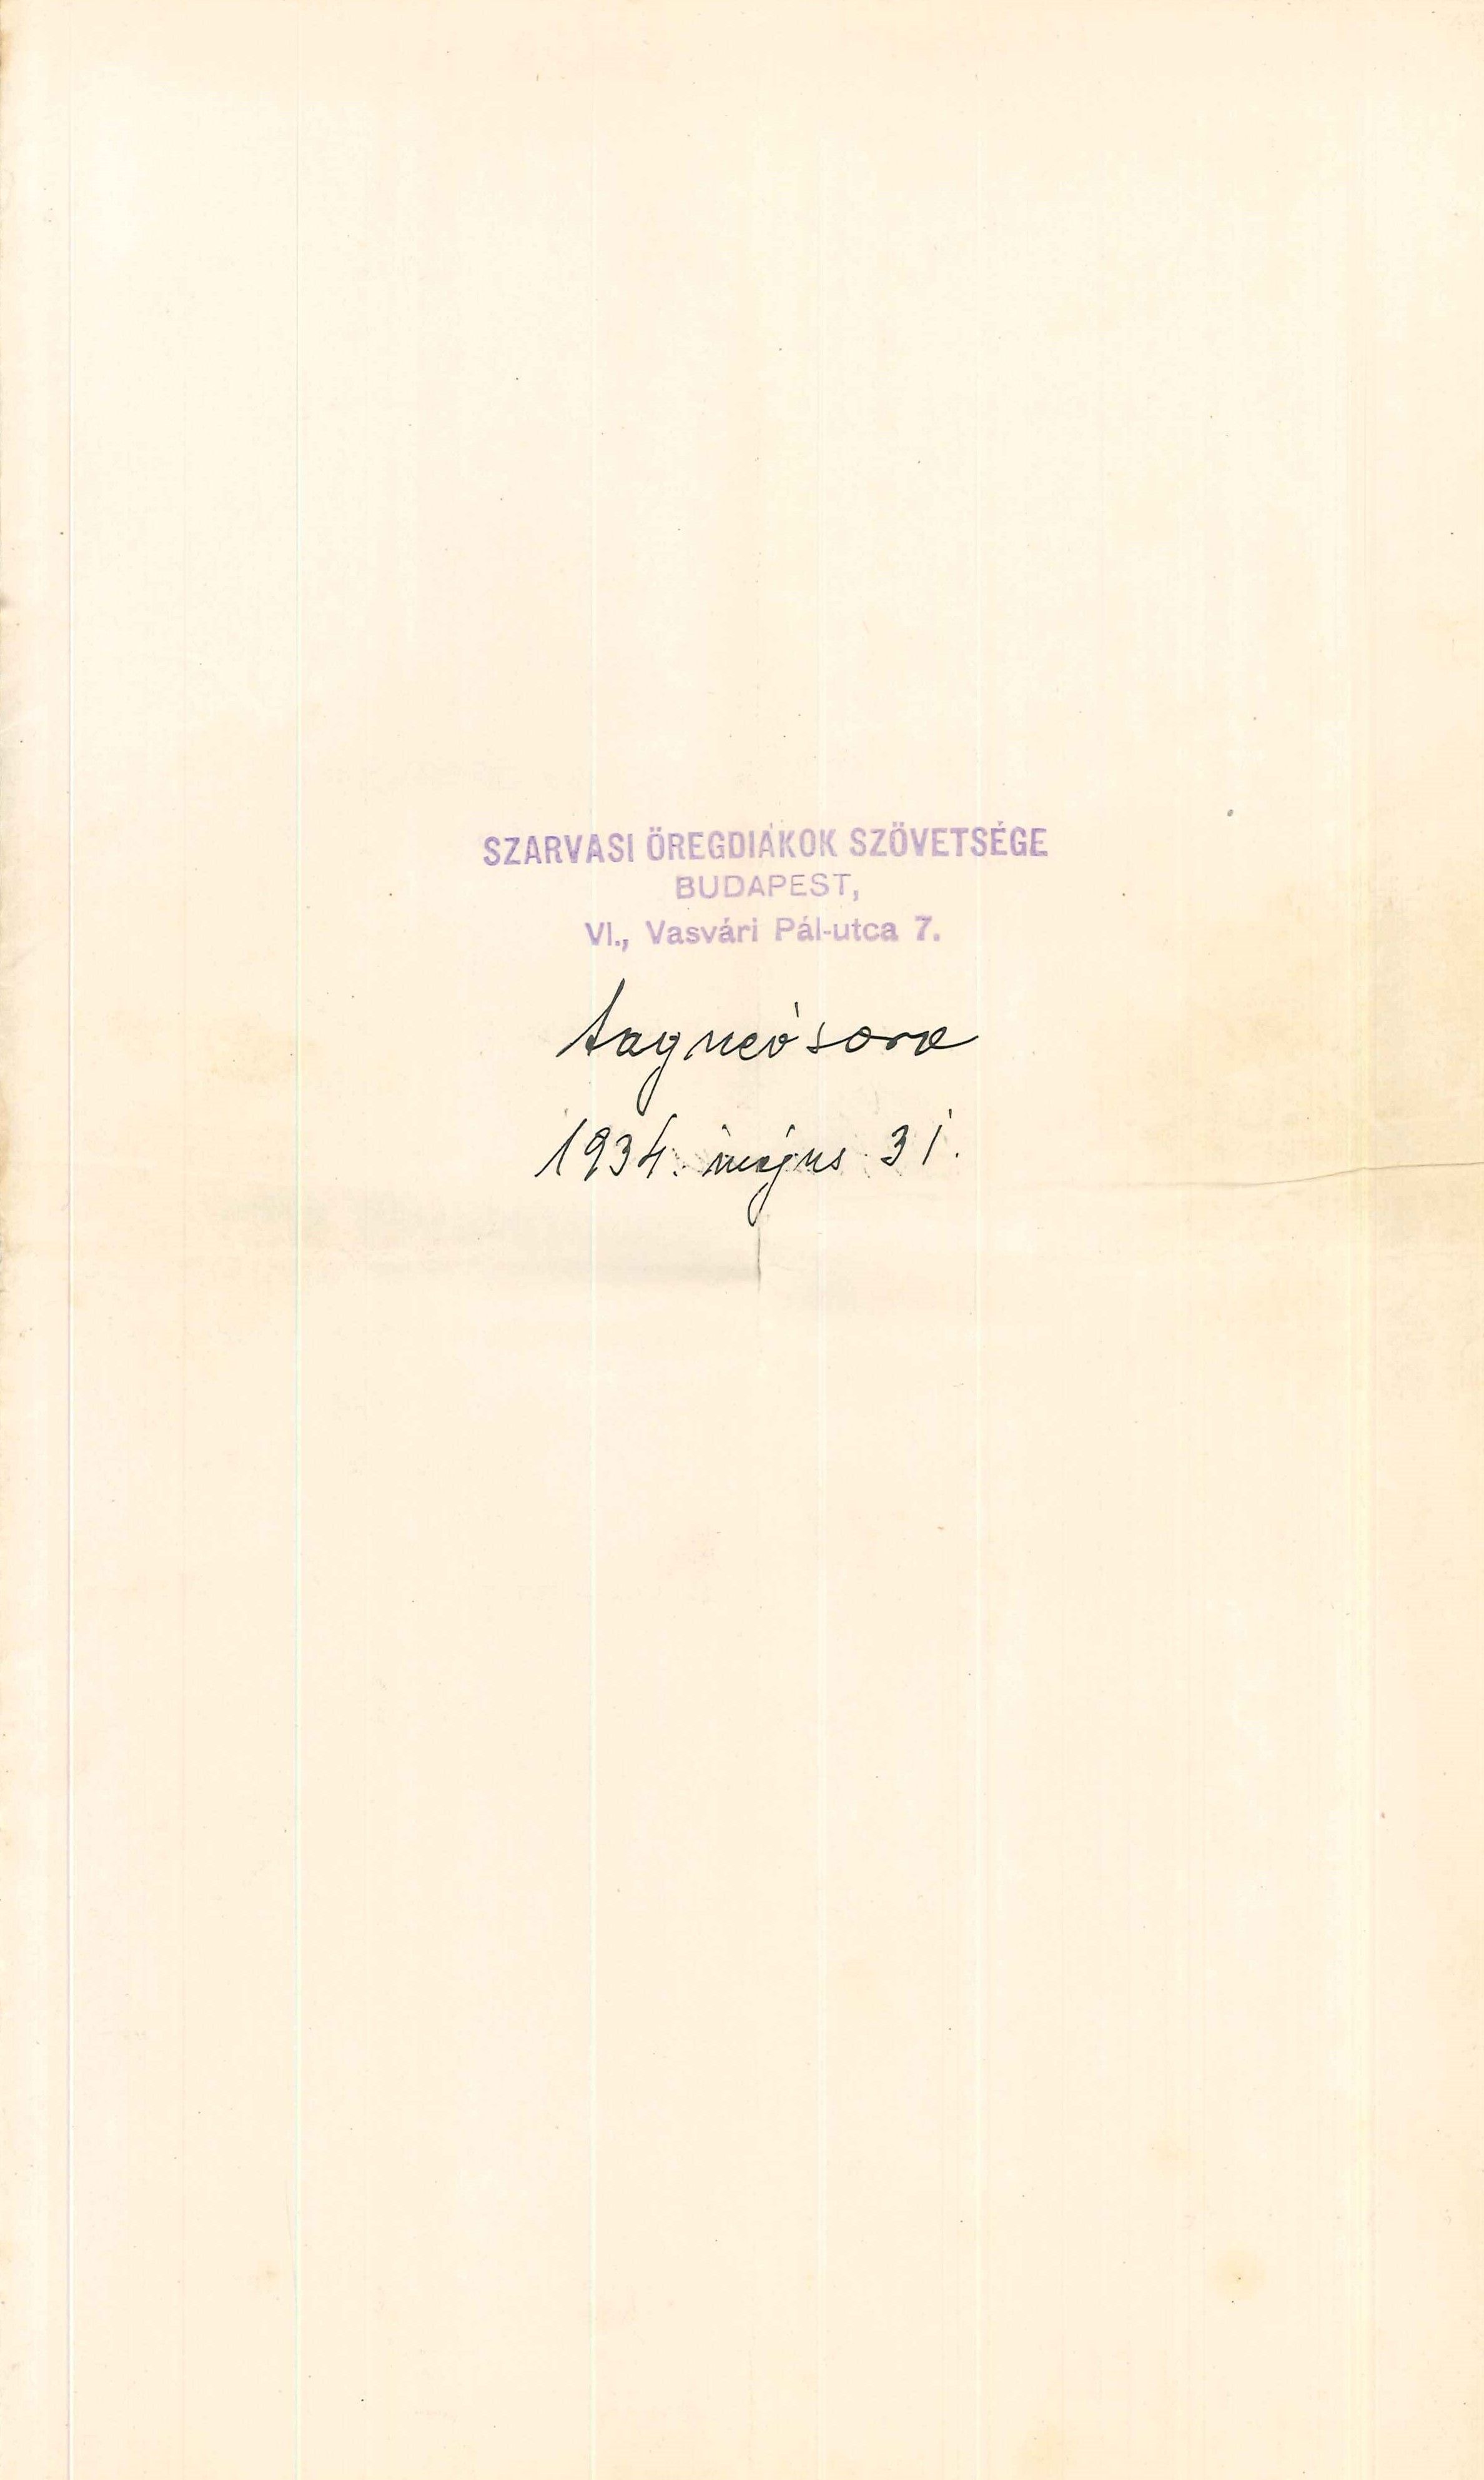 SZARVASI ÖREGDIÁKOK SZÖVETSÉGE
BUDAPEST,
VI., Vasvári Pál-utca 7.
tagnévsora
1934. május 31.